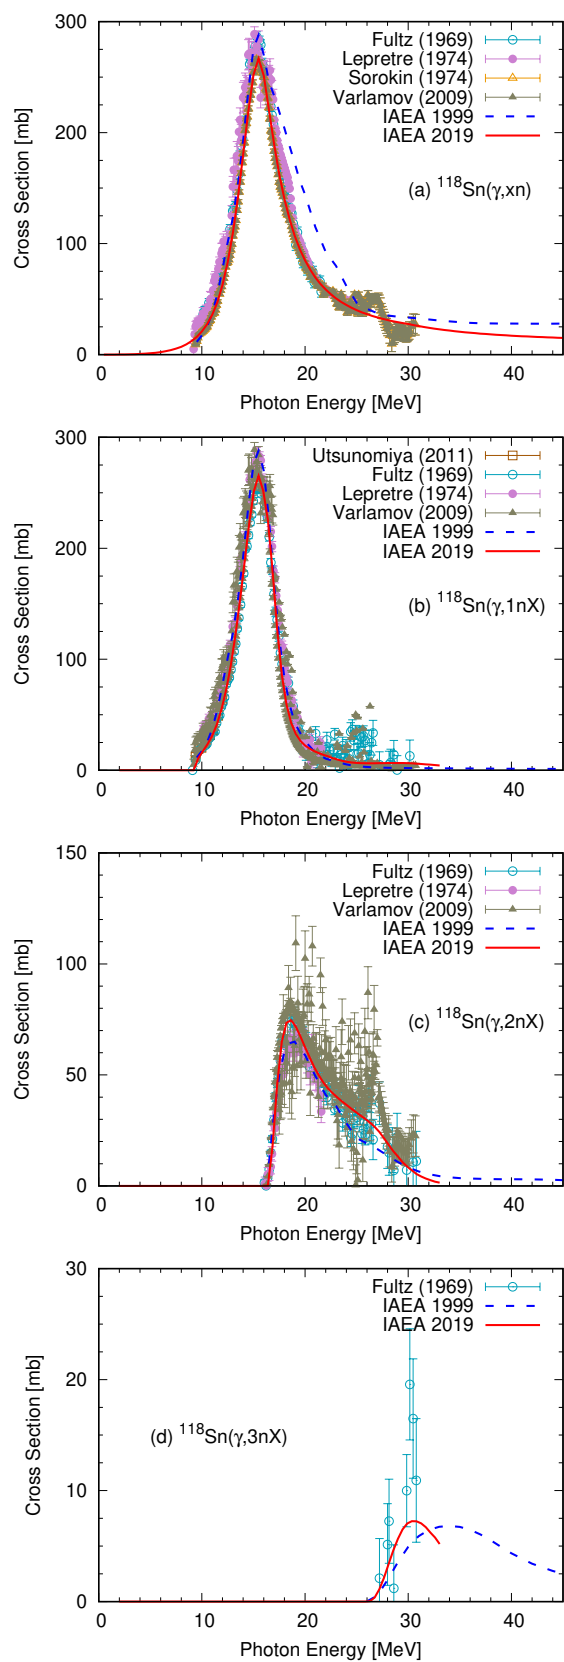 300
Fultz (1969)
Lepretre (1974)
Sorokin (1974)
Varlamov (2009)
IAEA 1999
IAEA 2019
200
(a) ¹¹⁸Sn(γ,xn)
100
0
Cross Section [mb]
0 10 20 30 40
Photon Energy [MeV]
300
Utsunomiya (2011)
Fultz (1969)
Lepretre (1974)
Varlamov (2009)
IAEA 1999
IAEA 2019
200
(b) ¹¹⁸Sn(γ,1nX)
100
0
Cross Section [mb]
0 10 20 30 40
Photon Energy [MeV]
150
Fultz (1969)
Lepretre (1974)
Varlamov (2009)
IAEA 1999
IAEA 2019
100
(c) ¹¹⁸Sn(γ,2nX)
50
0
Cross Section [mb]
0 10 20 30 40
Photon Energy [MeV]
30
Fultz (1969)
IAEA 1999
IAEA 2019
20
(d) ¹¹⁸Sn(γ,3nX)
10
0
Cross Section [mb]
0 10 20 30 40
Photon Energy [MeV]